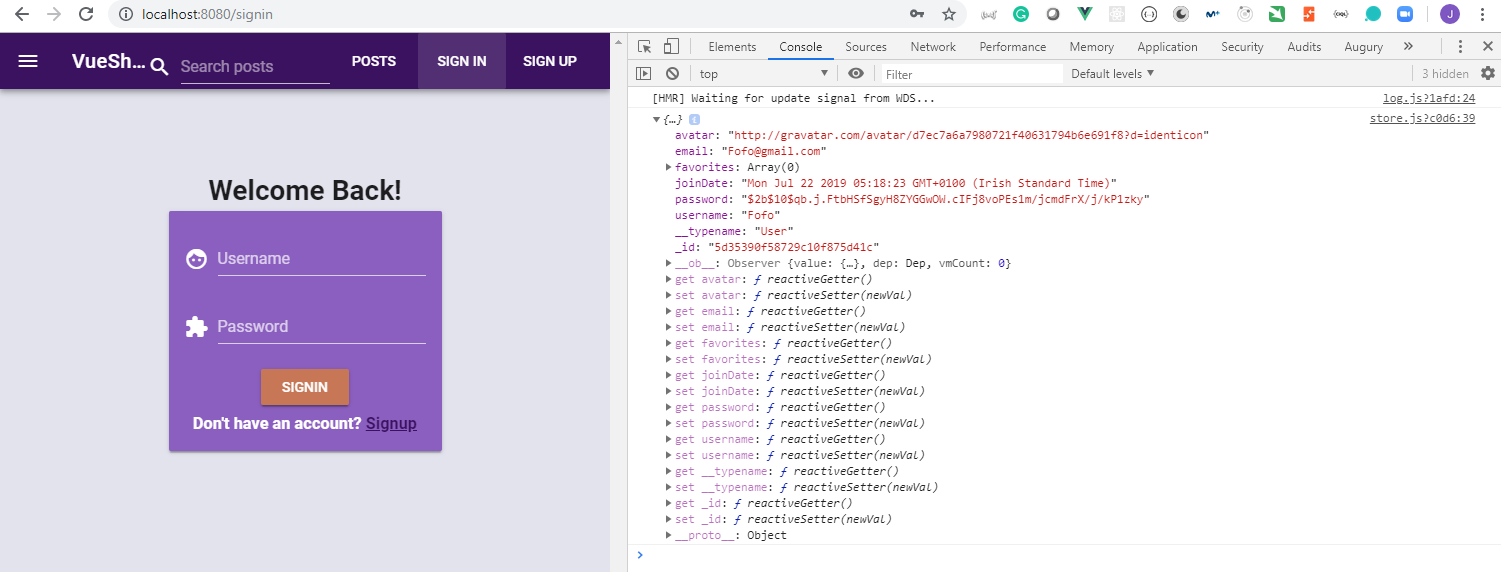 localhost:8080/signin
J
VueSh... Search posts POSTS SIGN IN SIGN UP
Welcome Back!
Username
Password
SIGNIN
Don't have an account? Signup
Elements Console Sources Network Performance Memory Application Security Audits Augury »
top Filter Default levels ▼ 3 hidden
[HMR] Waiting for update signal from WDS... log.js?1afd:24
{…} i store.js?c0d6:39
avatar: "http://gravatar.com/avatar/d7ec7a6a7980721f40631794b6e691f8?d=identicon"
email: "Fofo@gmail.com"
favorites: Array(0)
joinDate: "Mon Jul 22 2019 05:18:23 GMT+0100 (Irish Standard Time)"
password: "$2b$10$qb.j.FtbHSfSgyH8ZYGGwOW.cIFj8voPEs1m/jcmdFrX/j/kP1zky"
username: "Fofo"
__typename: "User"
_id: "5d35390f58729c10f875d41c"
__ob__: Observer {value: {…}, dep: Dep, vmCount: 0}
get avatar: ƒ reactiveGetter()
set avatar: ƒ reactiveSetter(newVal)
get email: ƒ reactiveGetter()
set email: ƒ reactiveSetter(newVal)
get favorites: ƒ reactiveGetter()
set favorites: ƒ reactiveSetter(newVal)
get joinDate: ƒ reactiveGetter()
set joinDate: ƒ reactiveSetter(newVal)
get password: ƒ reactiveGetter()
set password: ƒ reactiveSetter(newVal)
get username: ƒ reactiveGetter()
set username: ƒ reactiveSetter(newVal)
get __typename: ƒ reactiveGetter()
set __typename: ƒ reactiveSetter(newVal)
get _id: ƒ reactiveGetter()
set _id: ƒ reactiveSetter(newVal)
__proto__: Object